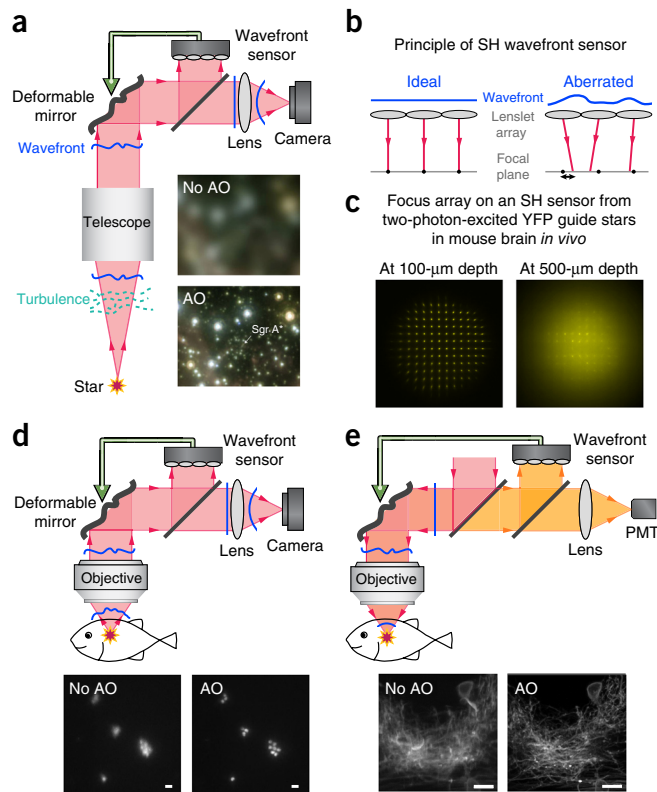 a
Wavefront
sensor
Deformable
mirror
Lens
Camera
Wavefront
No AO
Telescope
AO
Turbulence
Sgr A*
Star
b
Principle of SH wavefront sensor
Ideal
Aberrated
Wavefront
Lenslet
array
Focal
plane
c
Focus array on an SH sensor from
two-photon-excited YFP guide stars
in mouse brain in vivo
At 100-µm depth
At 500-µm depth
d
Wavefront
sensor
Deformable
mirror
Lens
Camera
Objective
No AO
AO
e
Wavefront
sensor
Lens
PMT
Objective
No AO
AO